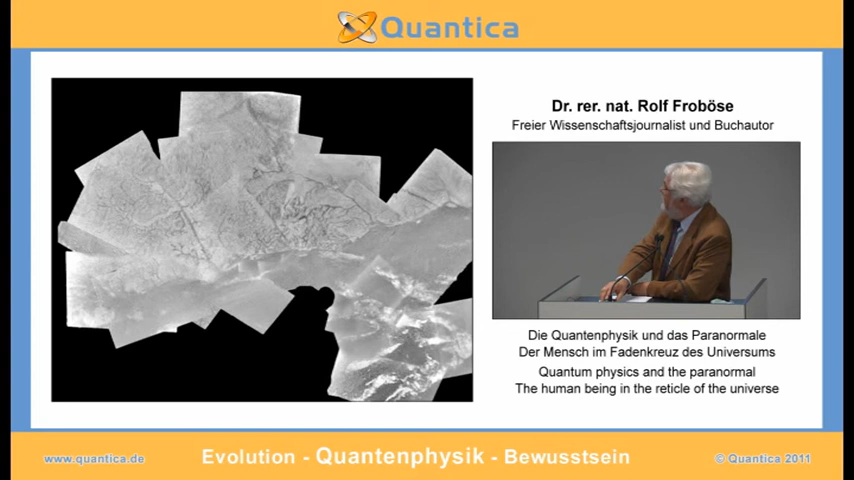 Quantica
Dr. rer. nat. Rolf Froböse
Freier Wissenschaftsjournalist und Buchautor
Die Quantenphysik und das Paranormale
Der Mensch im Fadenkreuz des Universums
Quantum physics and the paranormal
The human being in the reticle of the universe
www.quantica.de
Evolution - Quantenphysik - Bewusstsein
© Quantica 2011